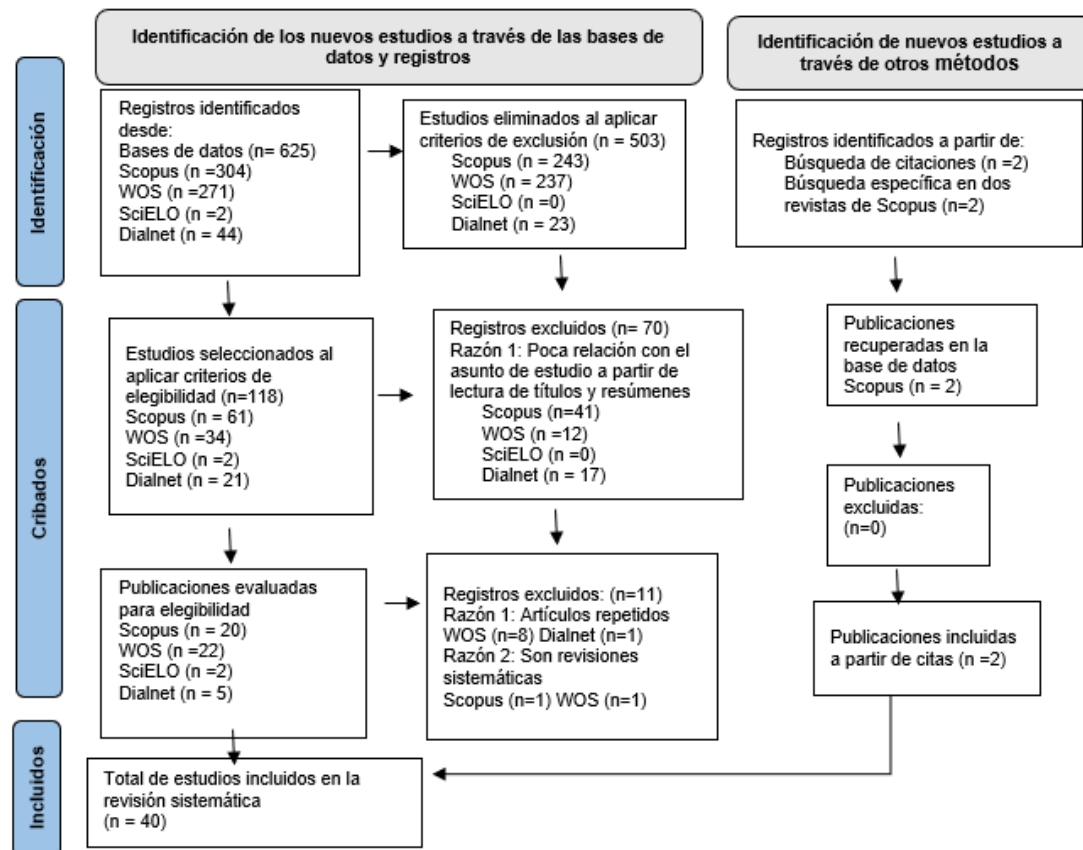 Identificación de los nuevos estudios a través de las bases de
datos y registros
Identificación de nuevos estudios a
través de otros métodos
Identificación
Registros identificados
desde:
Bases de datos (n= 625)
Scopus (n =304)
WOS (n =271)
SciELO (n =2)
Dialnet (n = 44)
Estudios eliminados al aplicar
criterios de exclusión (n = 503)
Scopus = 243)
WOS = 237)
SciELO (n =0)
Dialnet (n = 23)
Registros identificados a partir de:
Búsqueda de citaciones (n =2)
Búsqueda específica en dos
revistas de Scopus (n=2)
Cribados
Estudios seleccionados al
aplicar criterios de
elegibilidad (n=118)
Scopus (n = 61)
WOS (n =34)
SciELO (n =2)
Dialnet (n = 21)
Registros excluidos (n= 70)
Razón 1: Poca relación con el
asunto de estudio a partir de
lectura de títulos y resúmenes
Scopus (n=41)
WOS (n =12)
SciELO (n =0)
Dialnet (n = 17)
Publicaciones
recuperadas en la
base de datos
Scopus (n = 2)
Publicaciones
excluidas:
(n=0)
Publicaciones evaluadas
para elegibilidad
Scopus (n = 20)
WOS (n =22)
SciELO (n =2)
Dialnet (n = 5)
Registros excluidos: (n=11)
Razón 1: Artículos repetidos
WOS (n=8) Dialnet (n=1)
Razón 2: Son revisiones
sistemáticas
Scopus (n=1) WOS (n=1)
Publicaciones incluidas
a partir de citas (n =2)
Incluidos
Total de estudios incluidos en la
revisión sistemática
(n = 40)